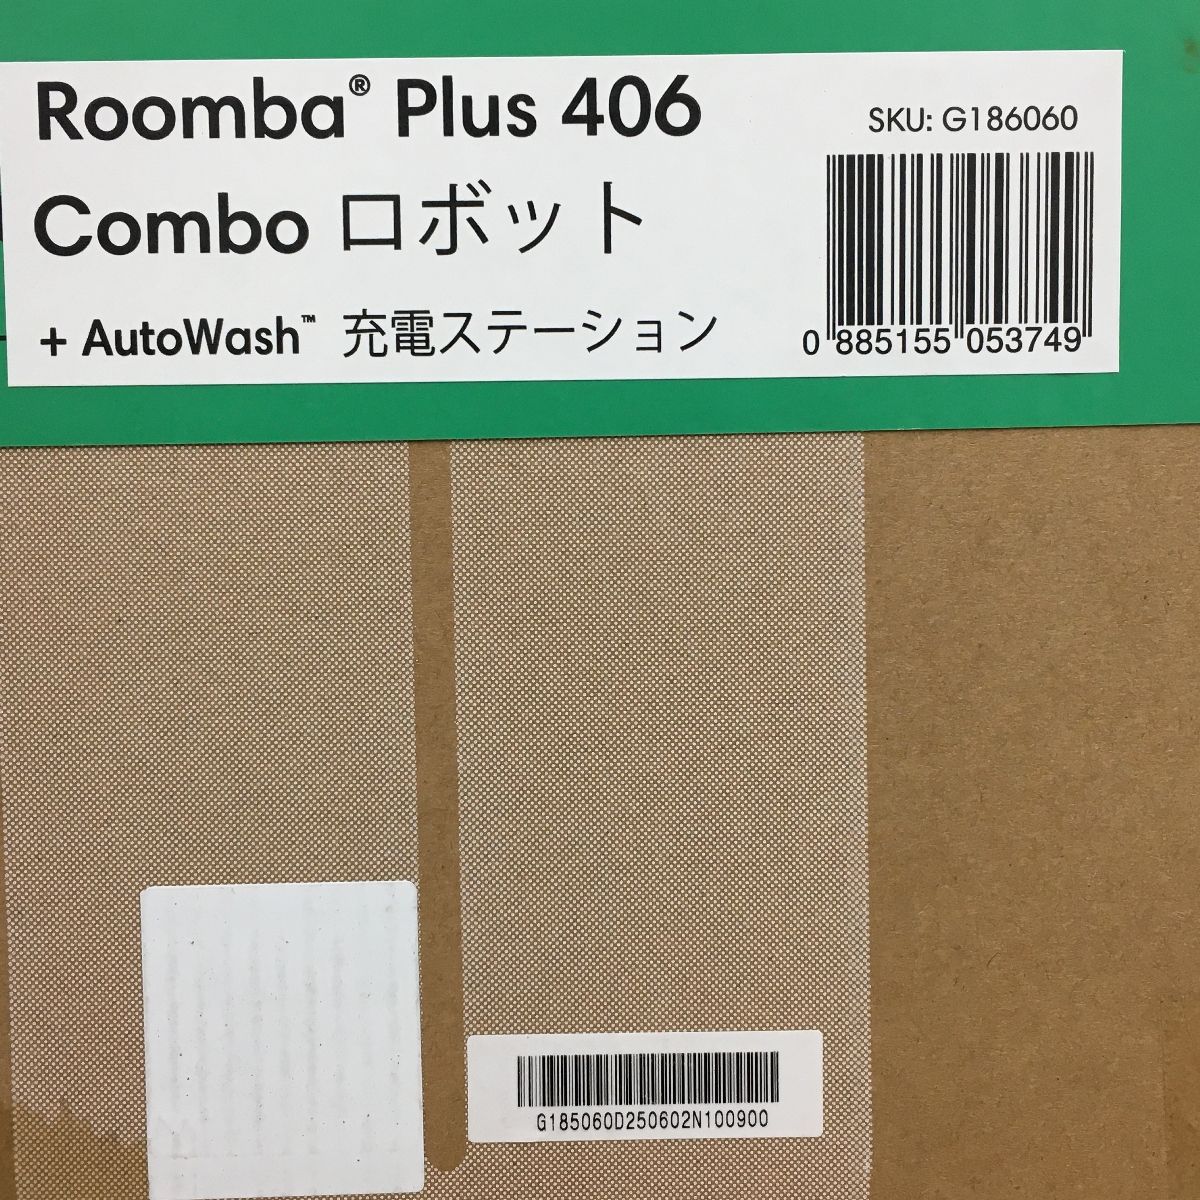 Roomba® Plus 406
Combo ロボット
+ AutoWash™ 充電ステーション
SKU: G186060
0 885155 053749
G185060D250602N100900